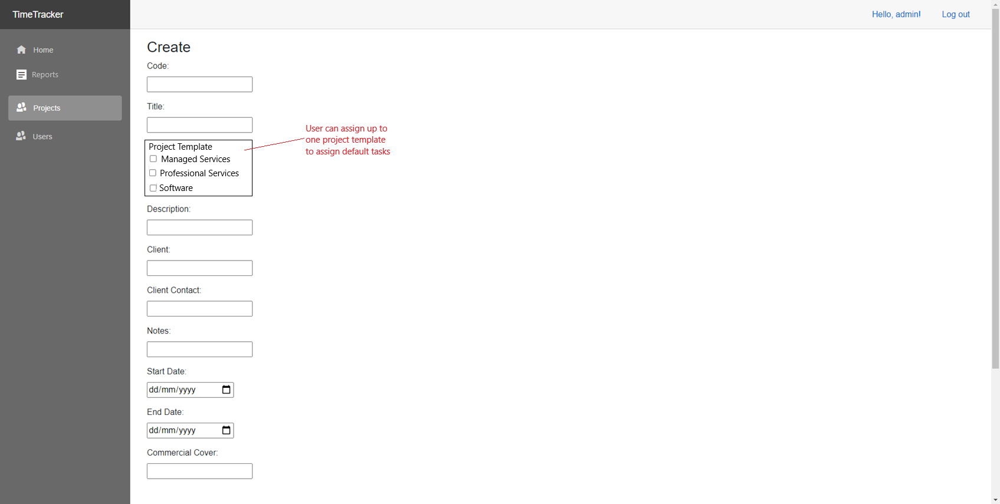 TimeTracker
Hello, admin!
Log out
Home
Reports
Projects
Users
Create
Code:
Title:
Project Template
Managed Services
Professional Services
Software
User can assign up to
one project template
to assign default tasks
Description:
Client:
Client Contact:
Notes:
Start Date:
dd/mm/yyyy
End Date:
dd/mm/yyyy
Commercial Cover: